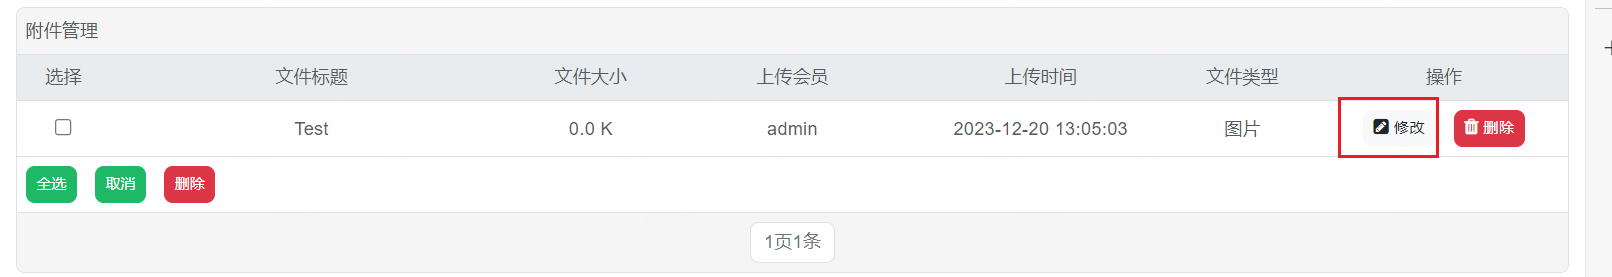 附件管理
选择 文件标题 文件大小 上传会员 上传时间 文件类型 操作
Test 0.0 K admin 2023-12-20 13:05:03 图片 修改 删除
全选 取消 删除
1页1条